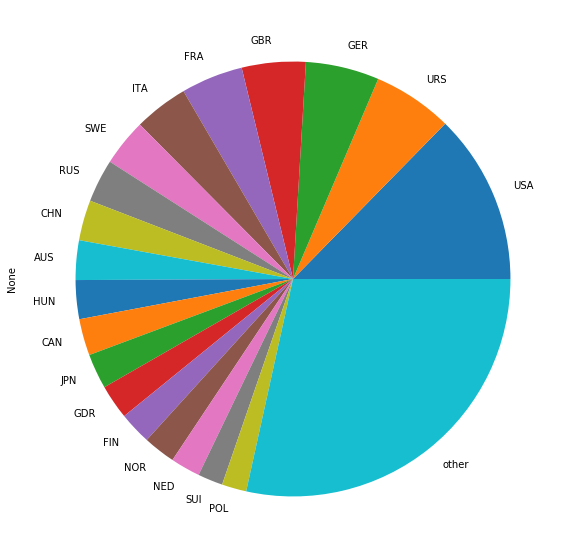 GBR
GER
FRA
URS
ITA
SWE
USA
RUS
CHN
AUS
None
HUN
CAN
JPN
GDR
FIN
other
NOR
NED
SUI
POL